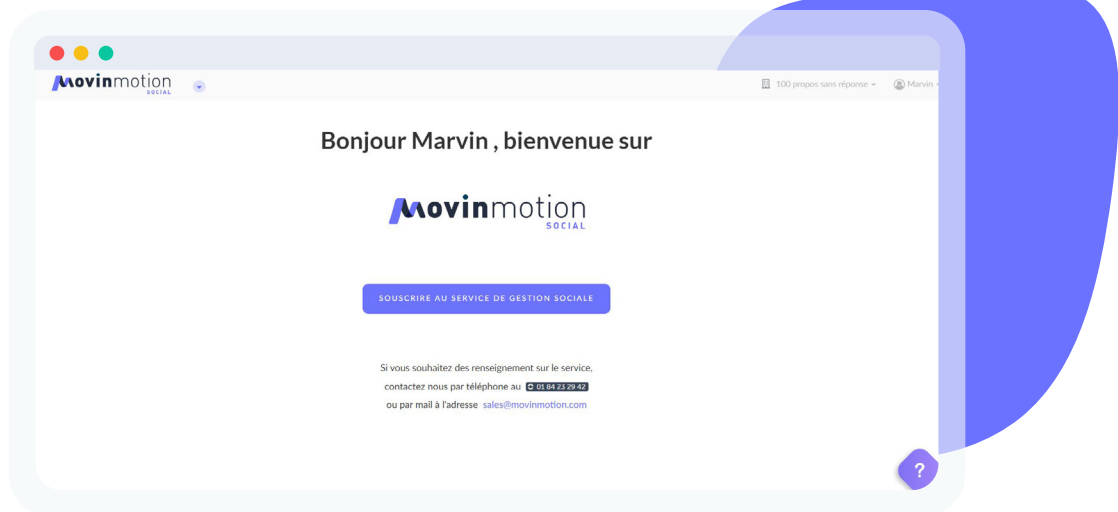 Movinmotion
SOCIAL
100 propos sans réponse
Marvin
Bonjour Marvin , bienvenue sur
Movinmotion
SOCIAL
SOUSCRIRE AU SERVICE DE GESTION SOCIALE
Si vous souhaitez des renseignement sur le service,
contactez nous par téléphone au 01 84 23 29 42
ou par mail à l'adresse sales@movinmotion.com
?